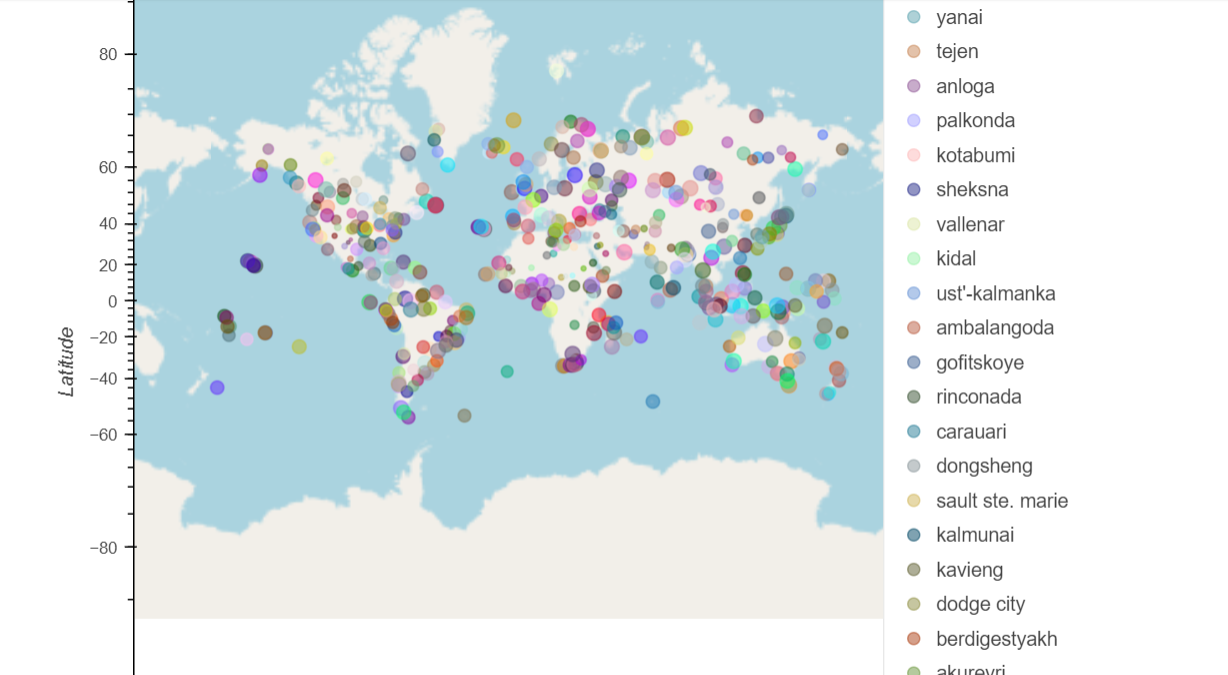 80
60
40
20
0
−20
−40
−60
−80
Latitude
yanai
tejen
anloga
palkonda
kotabumi
sheksna
vallenar
kidal
ust'-kalmanka
ambalangoda
gofitskoye
rinconada
carauari
dongsheng
sault ste. marie
kalmunai
kavieng
dodge city
berdigestyakh
akureyri